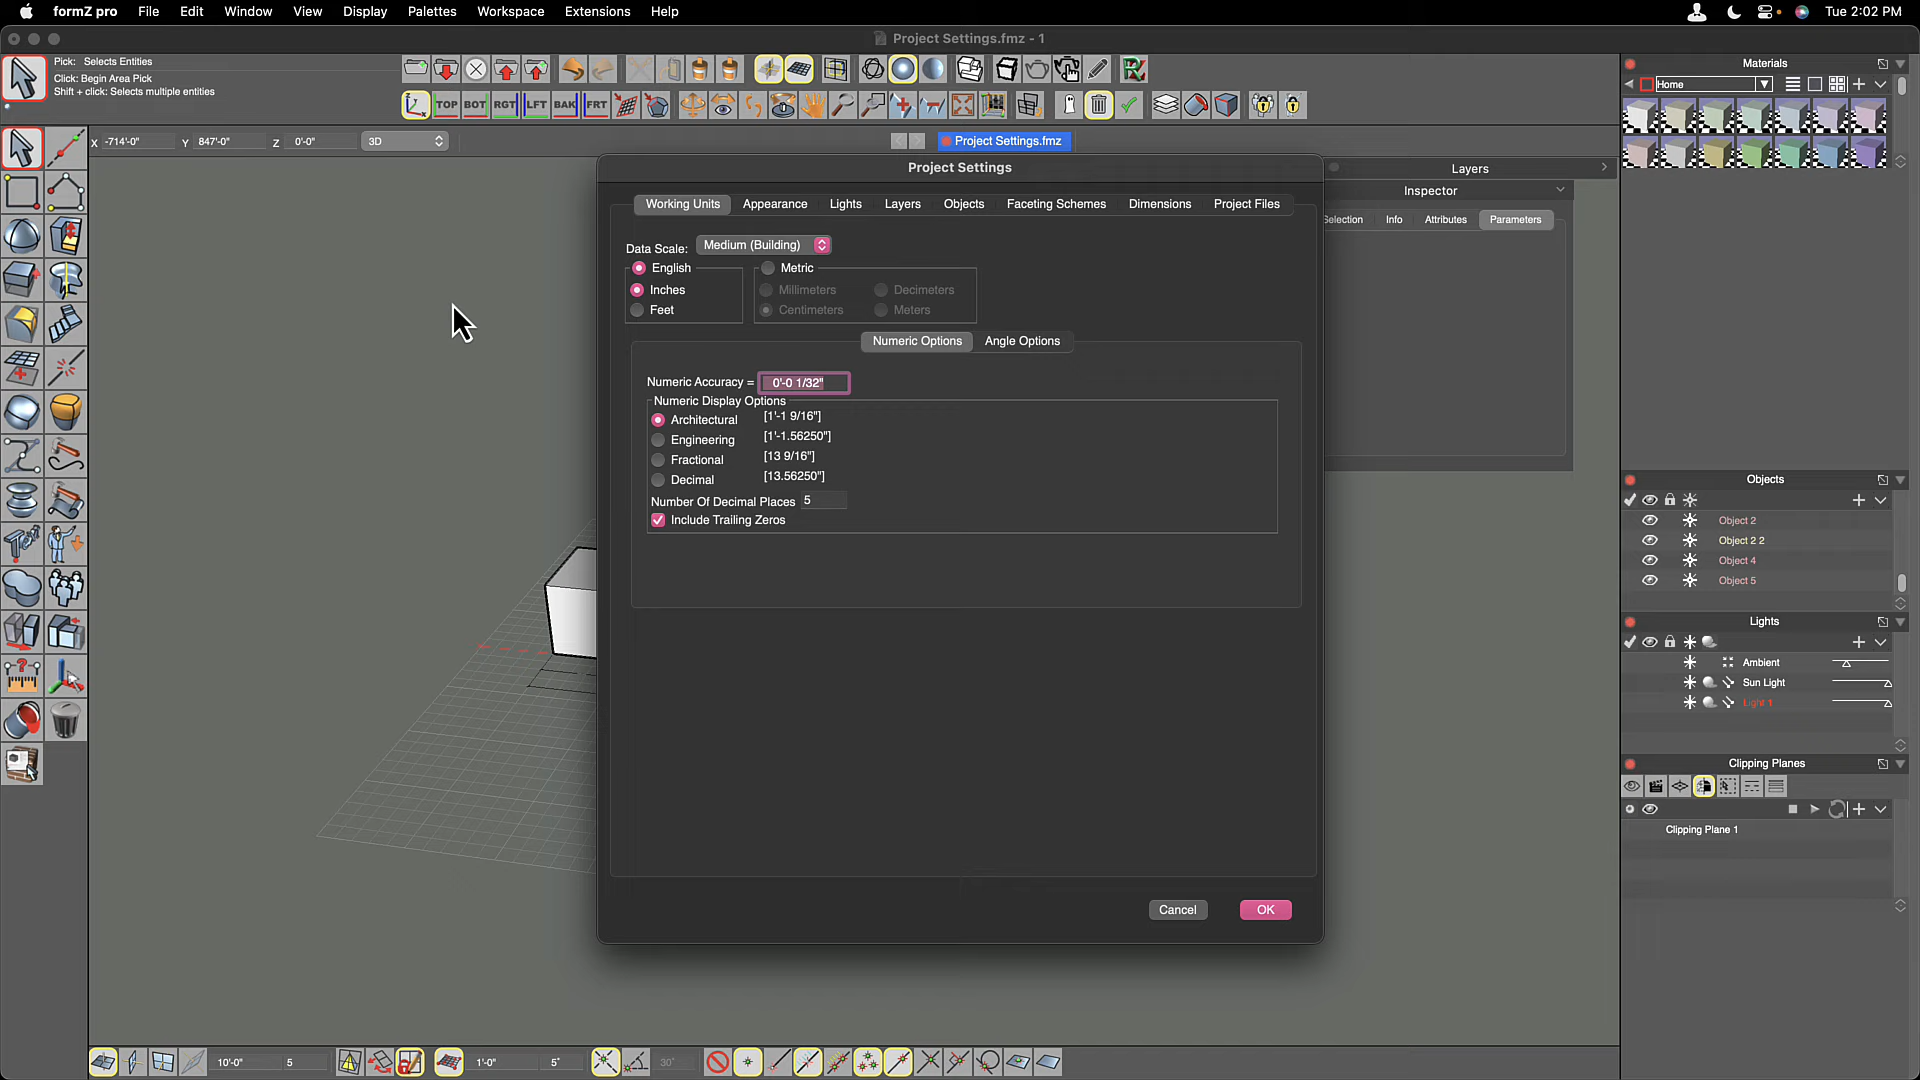 formZ pro File Edit Window View Display Palettes Workspace Extensions Help Tue 2:02 PM
Project Settings.fmz - 1
Pick: Selects Entities
Click: Begin Area Pick
Shift + click: Selects multiple entities
TOP BOT RGT LFT BAK FRT
X -714'-0" Y 847'-0" Z 0'-0" 3D
Project Settings.fmz
Project Settings
Working Units Appearance Lights Layers Objects Faceting Schemes Dimensions Project Files
Data Scale: Medium (Building)
English Metric
Inches Millimeters Decimeters
Feet Centimeters Meters
Numeric Options Angle Options
Numeric Accuracy = 0'-0 1/32"
Numeric Display Options
Architectural [1'-1 9/16"]
Engineering [1'-1.56250"]
Fractional [13 9/16"]
Decimal [13.56250"]
Number Of Decimal Places 5
Include Trailing Zeros
Cancel OK
Layers
Inspector
Info Attributes Parameters
Materials
Home
Objects
Object 2
Object 2 2
Object 4
Object 5
Lights
Ambient
Sun Light
Light 1
Clipping Planes
Clipping Plane 1
10'-0" 5 1'-0" 5° 30°